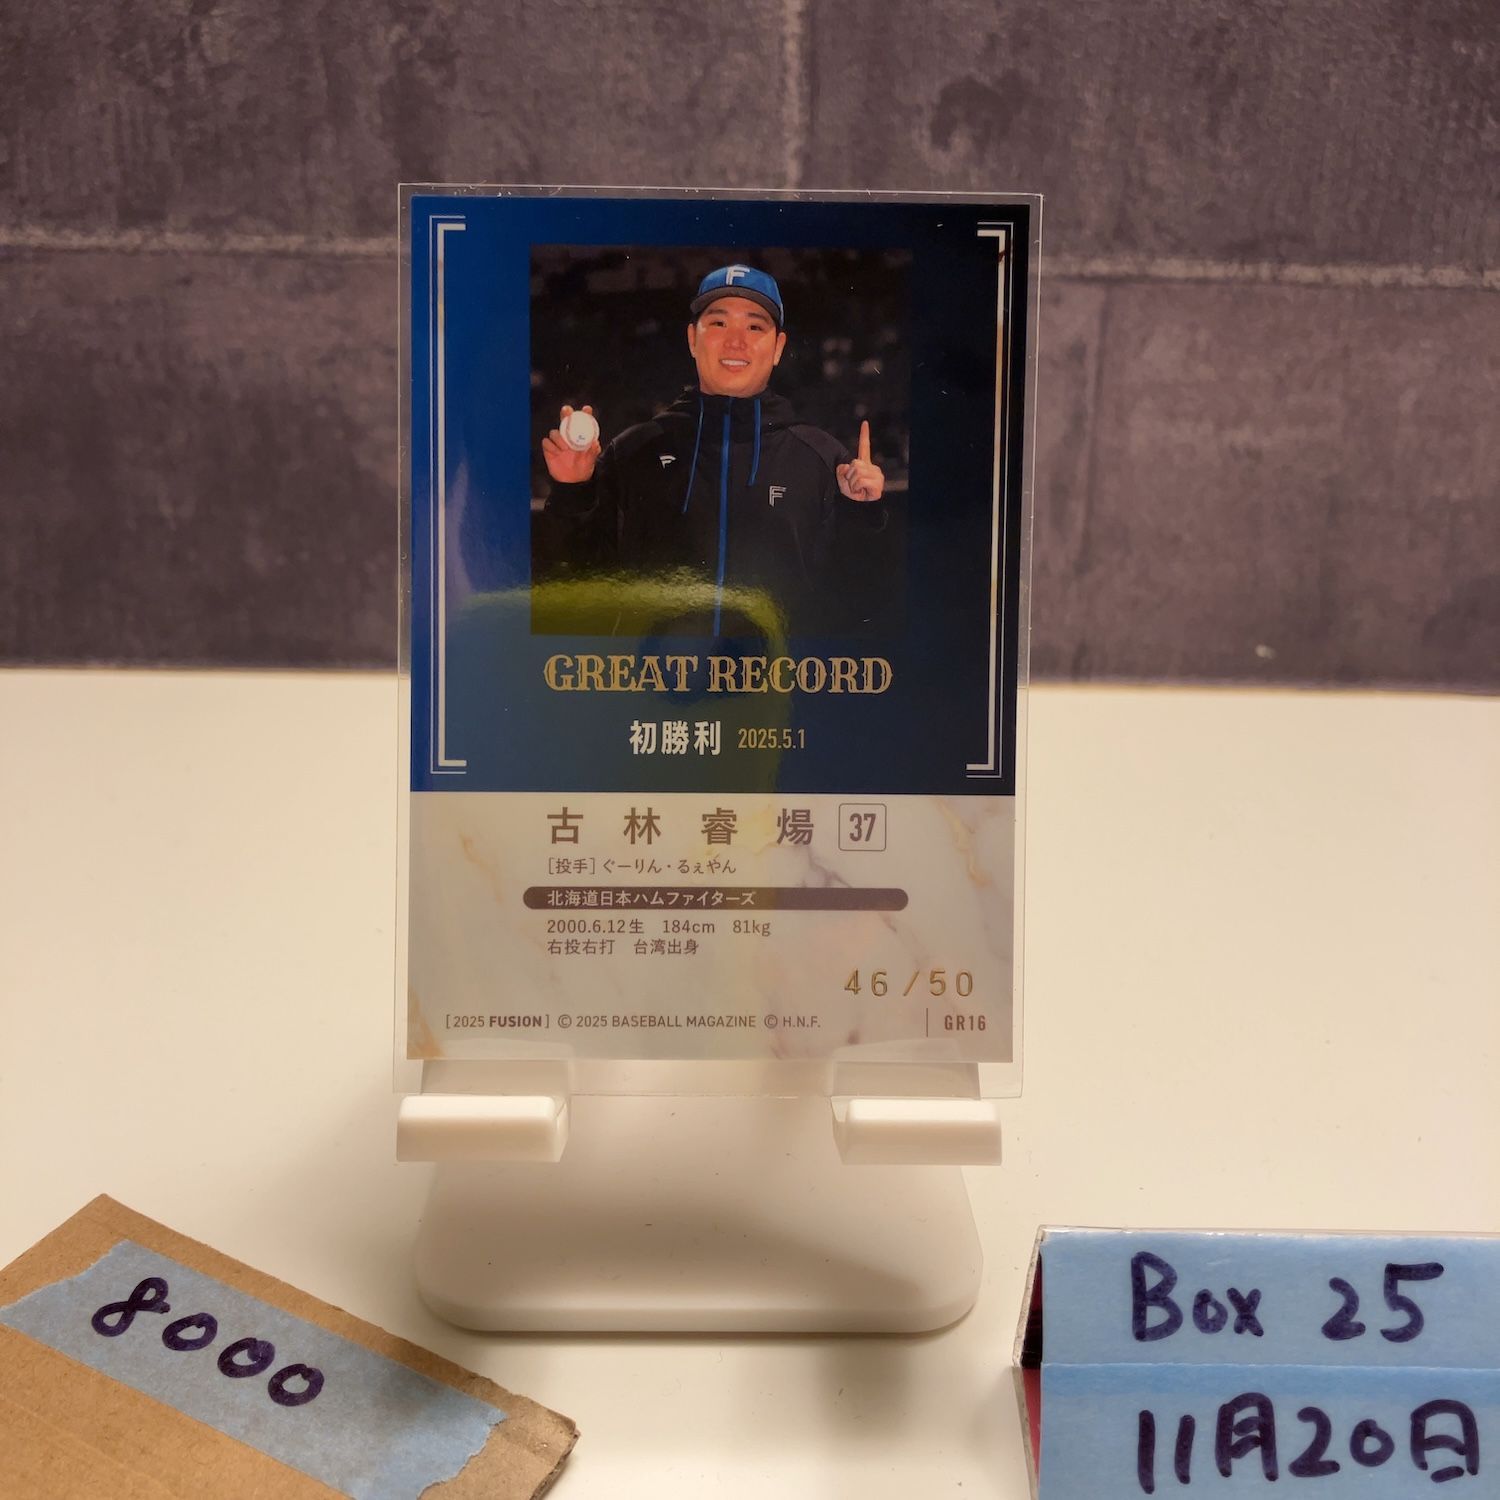 F
F
GREAT RECORD
初勝利 2025.5.1
古林睿煬 37
[投手]ぐーりん・るぇやん
北海道日本ハムファイターズ
2000.6.12生 184cm 81kg
右投右打 台湾出身
46/50
[2025 FUSION] © 2025 BASEBALL MAGAZINE © H.N.F. GR16
8000
Box 25
11月20日